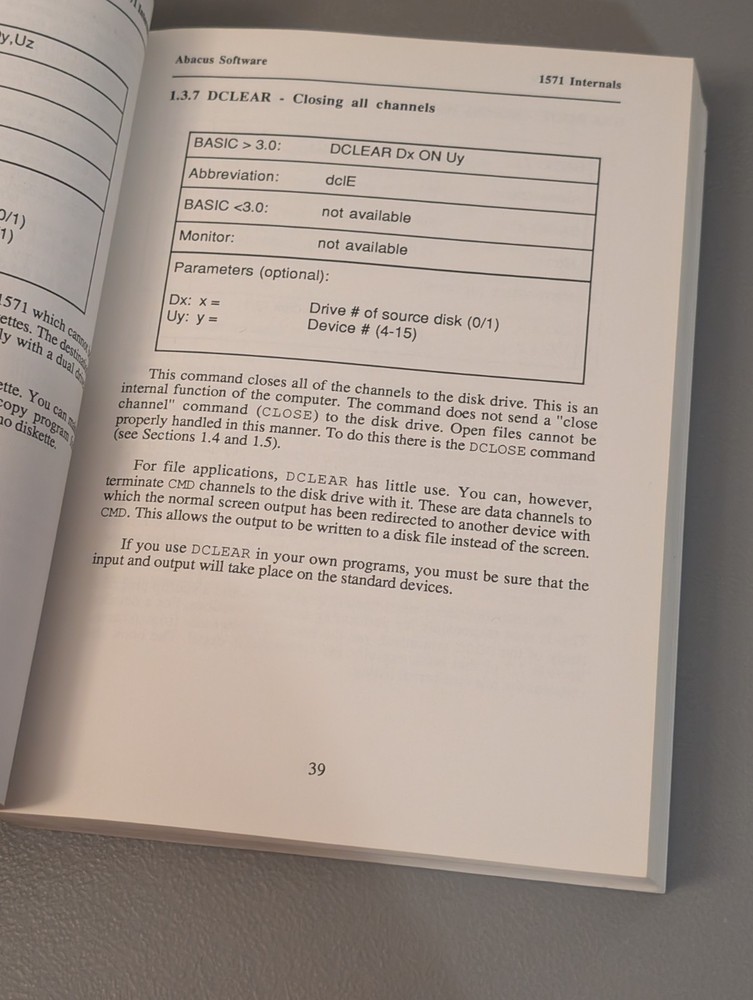 y,Uz
0/1)
1)
1571 which
ettes. The
ly with a dual
ette. You can
copy program
no diskette.
Abacus Software
1571 Internals
1.3.7 DCLEAR - Closing all channels
BASIC > 3.0: DCLEAR Dx ON Uy
Abbreviation: dclE
BASIC <3.0: not available
Monitor: not available
Parameters (optional):
Dx: x = Drive # of source disk (0/1)
Uy: y = Device # (4-15)
This command closes all of the channels to the disk drive. This is an
internal function of the computer. The command does not send a "close
channel" command (CLOSE) to the disk drive. Open files cannot be
properly handled in this manner. To do this there is the DCLOSE command
(see Sections 1.4 and 1.5).
For file applications, DCLEAR has little use. You can, however,
terminate CMD channels to the disk drive with it. These are data channels to
which the normal screen output has been redirected to another device with
CMD. This allows the output to be written to a disk file instead of the screen.
If you use DCLEAR in your own programs, you must be sure that the
input and output will take place on the standard devices.
39